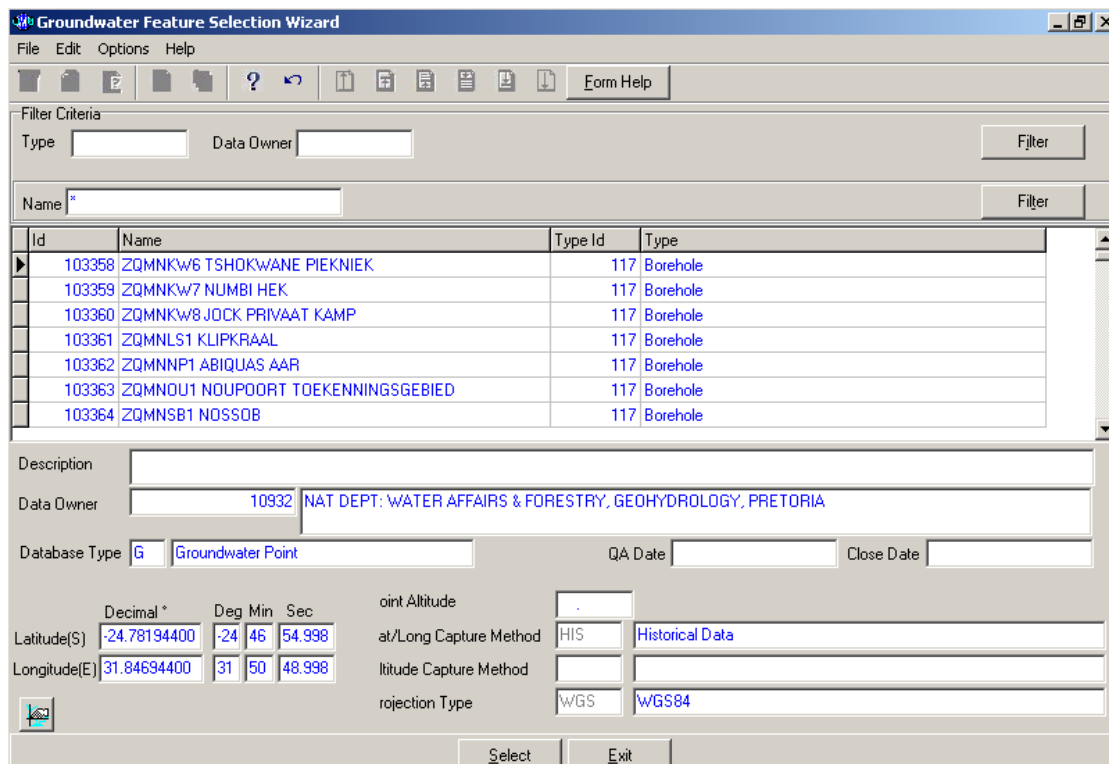 Groundwater Feature Selection Wizard
File Edit Options Help
? Form Help
Filter Criteria
Type Data Owner Filter
Name * Filter
Id Name Type Id Type
103358 ZQMNKW6 TSHOKWANE PIEKNIEK 117 Borehole
103359 ZQMNKW7 NUMBI HEK 117 Borehole
103360 ZQMNKW8 JOCK PRIVAAT KAMP 117 Borehole
103361 ZQMNLS1 KLIPKRAAL 117 Borehole
103362 ZQMNNP1 ABIQUAS AAR 117 Borehole
103363 ZQMNOU1 NOUPOORT TOEKENNINGSGEBIED 117 Borehole
103364 ZQMNSB1 NOSSOB 117 Borehole
Description
Data Owner 10932 NAT DEPT: WATER AFFAIRS & FORESTRY, GEOHYDROLOGY, PRETORIA
Database Type G Groundwater Point QA Date Close Date
oint Altitude .
Decimal ° Deg Min Sec
Latitude(S) -24.78194400 -24 46 54.998 at/Long Capture Method HIS Historical Data
Longitude(E) 31.84694400 31 50 48.998 ltitude Capture Method
rojection Type WGS WGS84
Select Exit